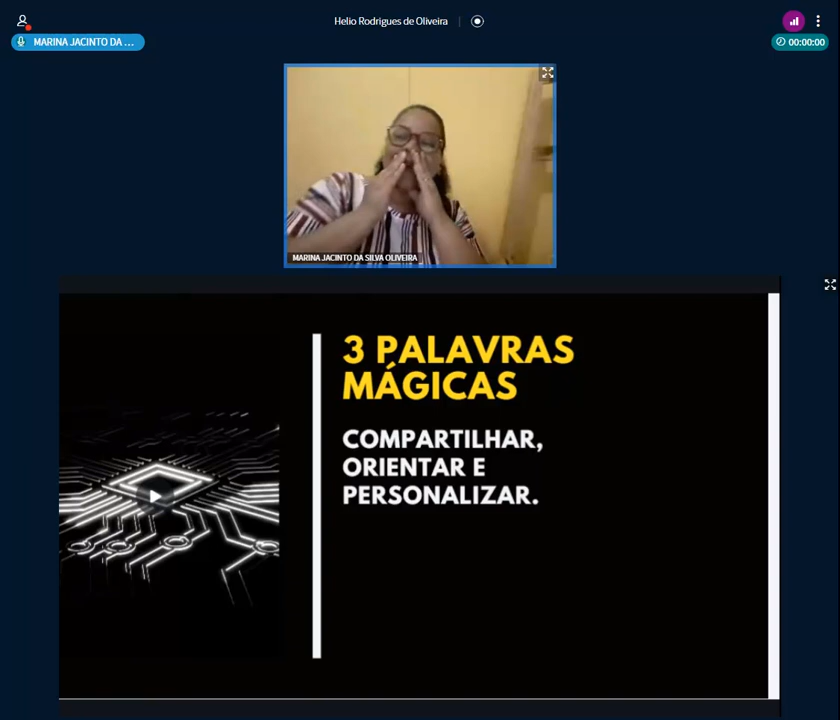 Helio Rodrigues de Oliveira
MARINA JACINTO DA ...
00:00:00
MARINA JACINTO DA SILVA OLIVEIRA
3 PALAVRAS
MÁGICAS
COMPARTILHAR,
ORIENTAR E
PERSONALIZAR.